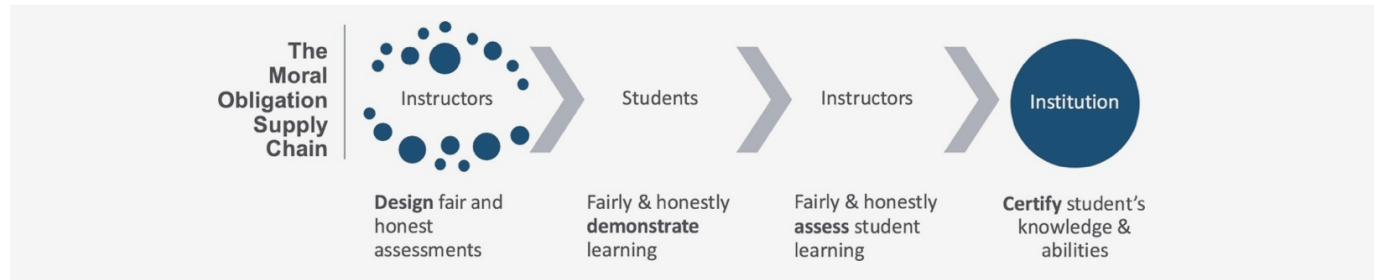 The
Moral
Obligation
Supply
Chain
Instructors
Students
Instructors
Institution
Design fair and
honest
assessments
Fairly & honestly
demonstrate
learning
Fairly & honestly
assess student
learning
Certify student's
knowledge &
abilities